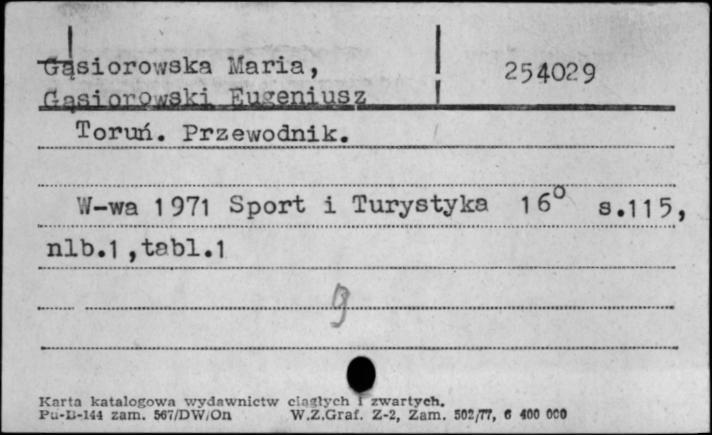 Gąsiorowska Maria, 254029
Gąsiorowski Eugeniusz
Toruń. Przewodnik.
W-wa 1971 Sport i Turystyka 16° s.115,
nlb.1,tabl.1
Karta katalogowa wydawnictw ciągłych i zwartych.
Pu-B-144 zam. 567/DW/On W.Z.Graf. Z-2, Zam. 502/77, 6 400 000